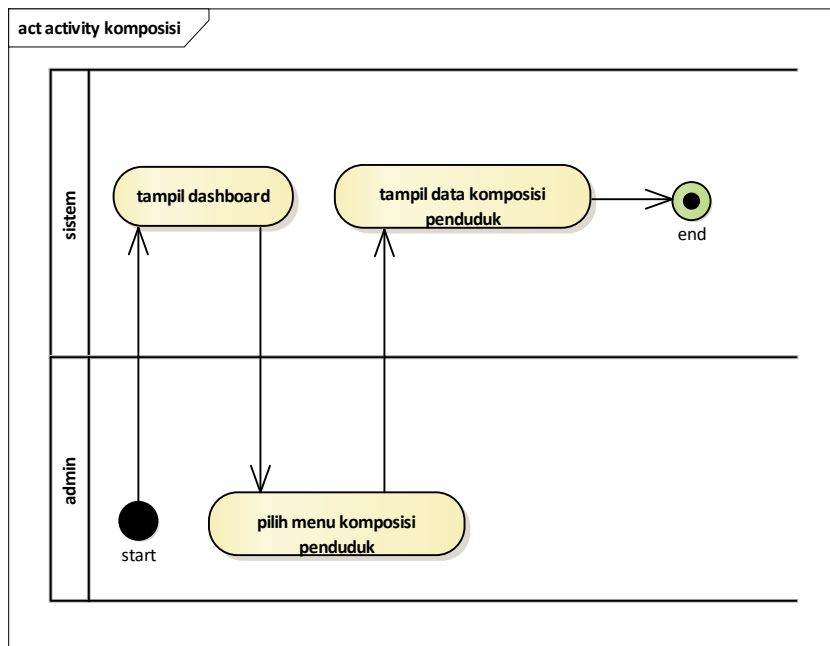 act activity komposisi
sistem
tampil dashboard
tampil data komposisi
penduduk
end
admin
start
pilih menu komposisi
penduduk